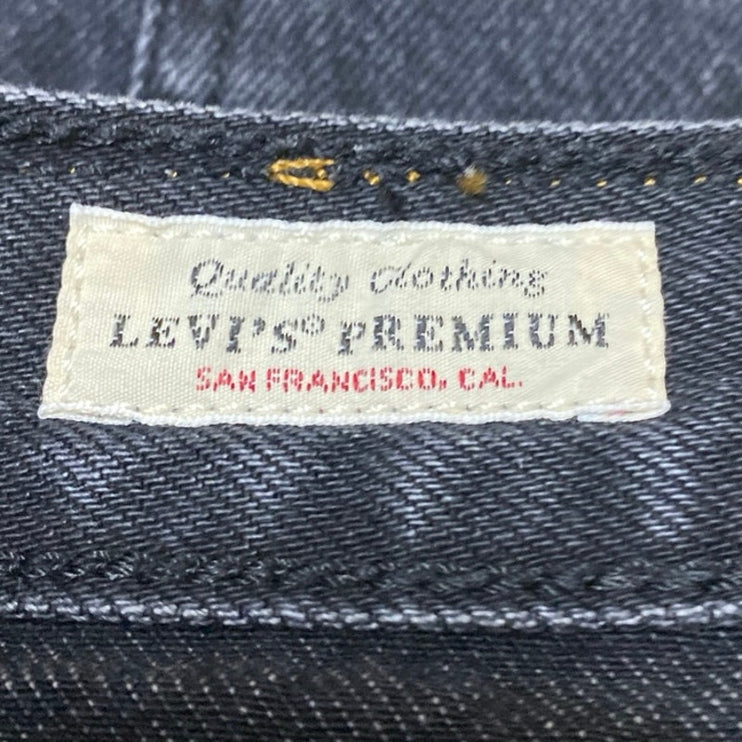 Quality Clothing
LEVI'S® PREMIUM
SAN FRANCISCO, CAL.